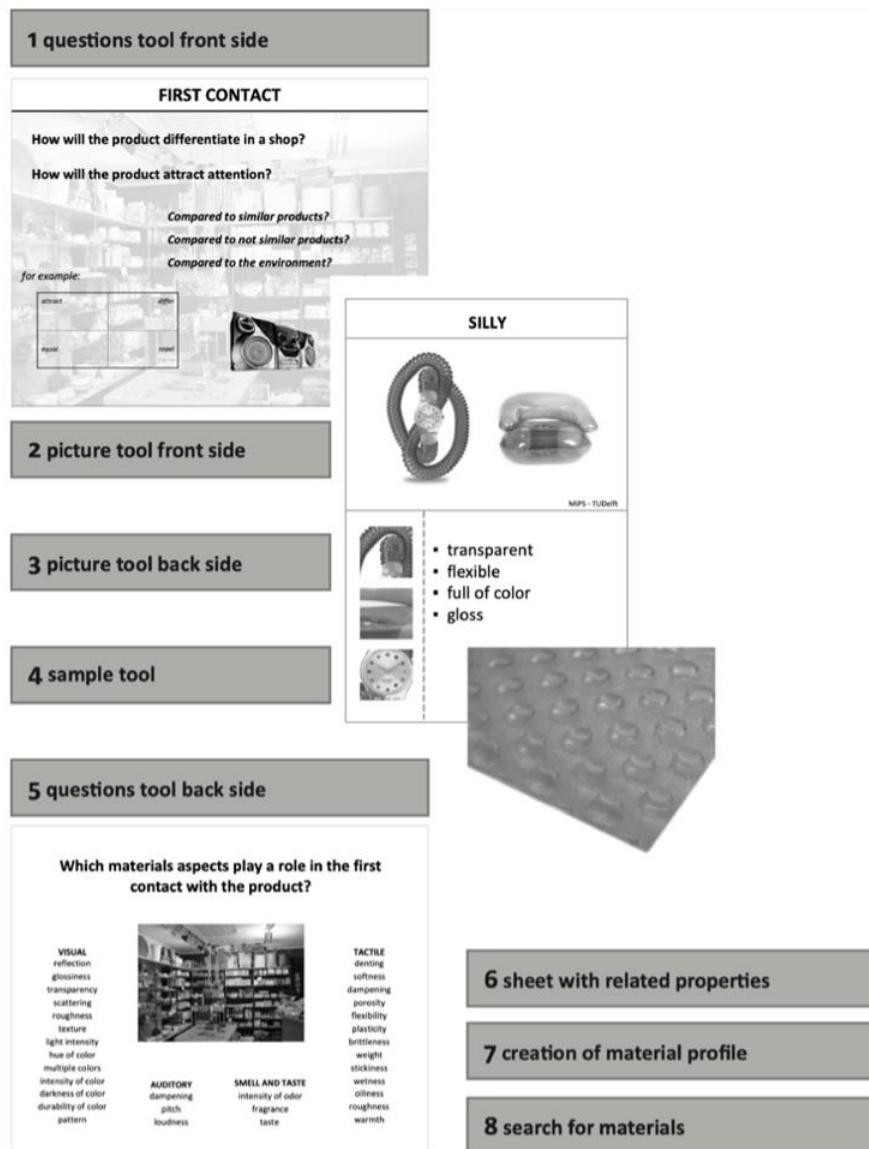 1 questions tool front side
FIRST CONTACT
How will the product differentiate in a shop?
How will the product attract attention?
Compared to similar products?
Compared to not similar products?
Compared to the environment?
for example:
attract
differ
equal
repel
SILLY
MiPS - TUDelft
2 picture tool front side
3 picture tool back side
transparent
flexible
full of color
gloss
4 sample tool
5 questions tool back side
Which materials aspects play a role in the first
contact with the product?
VISUAL
reflection
glossiness
transparency
scattering
roughness
texture
light intensity
hue of color
multiple colors
intensity of color
darkness of color
durability of color
pattern
AUDITORY
dampening
pitch
loudness
SMELL AND TASTE
intensity of odor
fragrance
taste
TACTILE
denting
softness
dampening
porosity
flexibility
plasticity
brittleness
weight
stickiness
wetness
oiliness
roughness
warmth
6 sheet with related properties
7 creation of material profile
8 search for materials